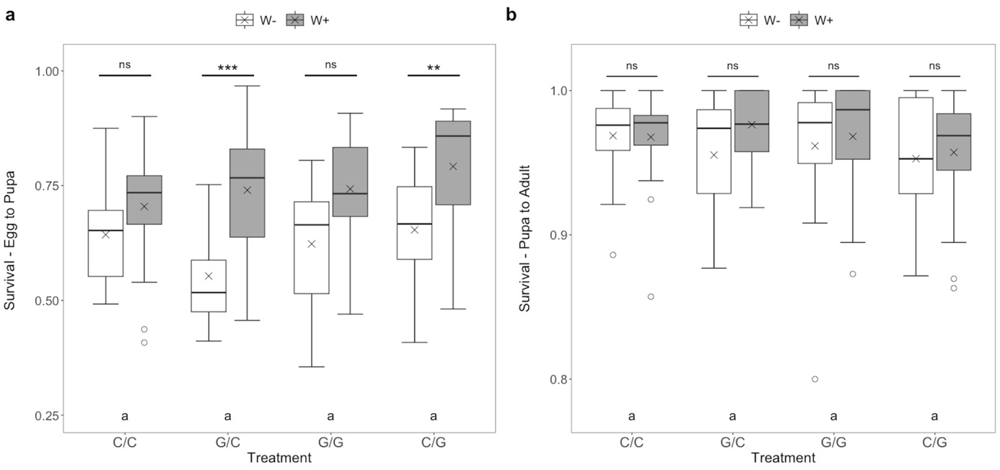 a
W- W+
Survival - Egg to Pupa
1.00
0.75
0.50
0.25
ns *** ns **
a a a a
C/C G/C G/G C/G
Treatment
b
W- W+
Survival - Pupa to Adult
1.0
0.9
0.8
ns ns ns ns
a a a a
C/C G/C G/G C/G
Treatment